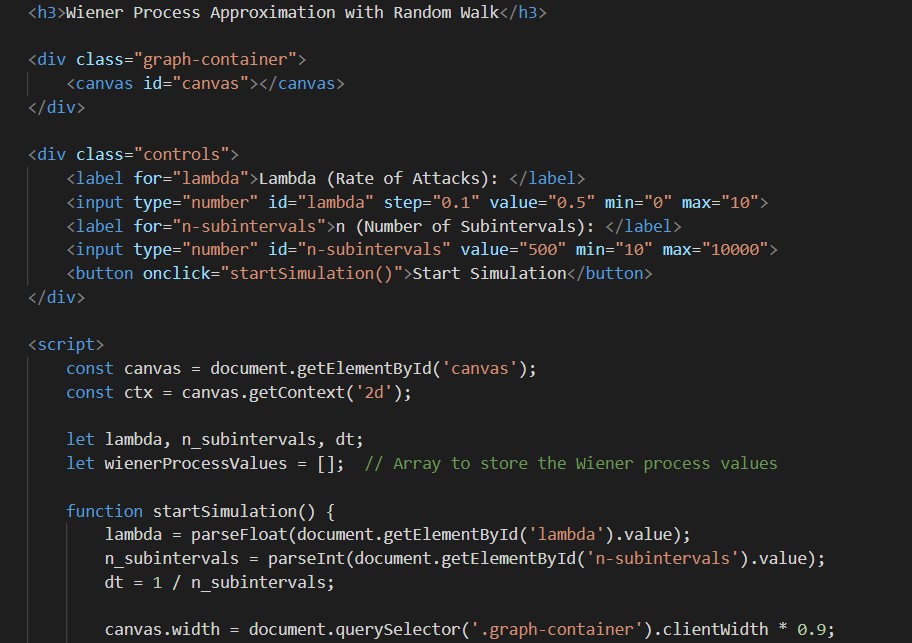 <h3>Wiener Process Approximation with Random Walk</h3>
<div class="graph-container">
<canvas id="canvas"></canvas>
</div>
<div class="controls">
<label for="lambda">Lambda (Rate of Attacks): </label>
<input type="number" id="lambda" step="0.1" value="0.5" min="0" max="10">
<label for="n-subintervals">n (Number of Subintervals): </label>
<input type="number" id="n-subintervals" value="500" min="10" max="10000">
<button onclick="startSimulation()">Start Simulation</button>
</div>
<script>
const canvas = document.getElementById('canvas');
const ctx = canvas.getContext('2d');
let lambda, n_subintervals, dt;
let wienerProcessValues = [];  // Array to store the Wiener process values
function startSimulation() {
lambda = parseFloat(document.getElementById('lambda').value);
n_subintervals = parseInt(document.getElementById('n-subintervals').value);
dt = 1 / n_subintervals;
canvas.width = document.querySelector('.graph-container').clientWidth * 0.9;